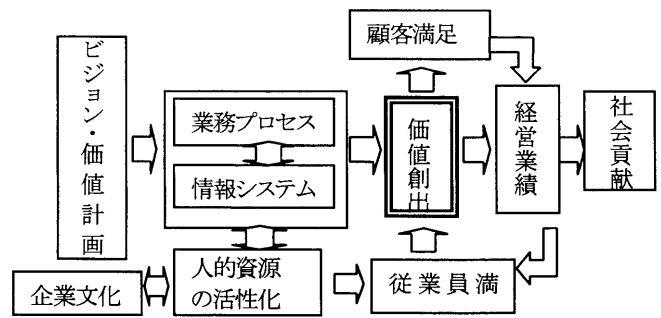 ビジョン・価値計画
業務プロセス
情報システム
企業文化
人的資源
の活性化
価値創出
顧客満足
従業員満
経営業績
社会貢献